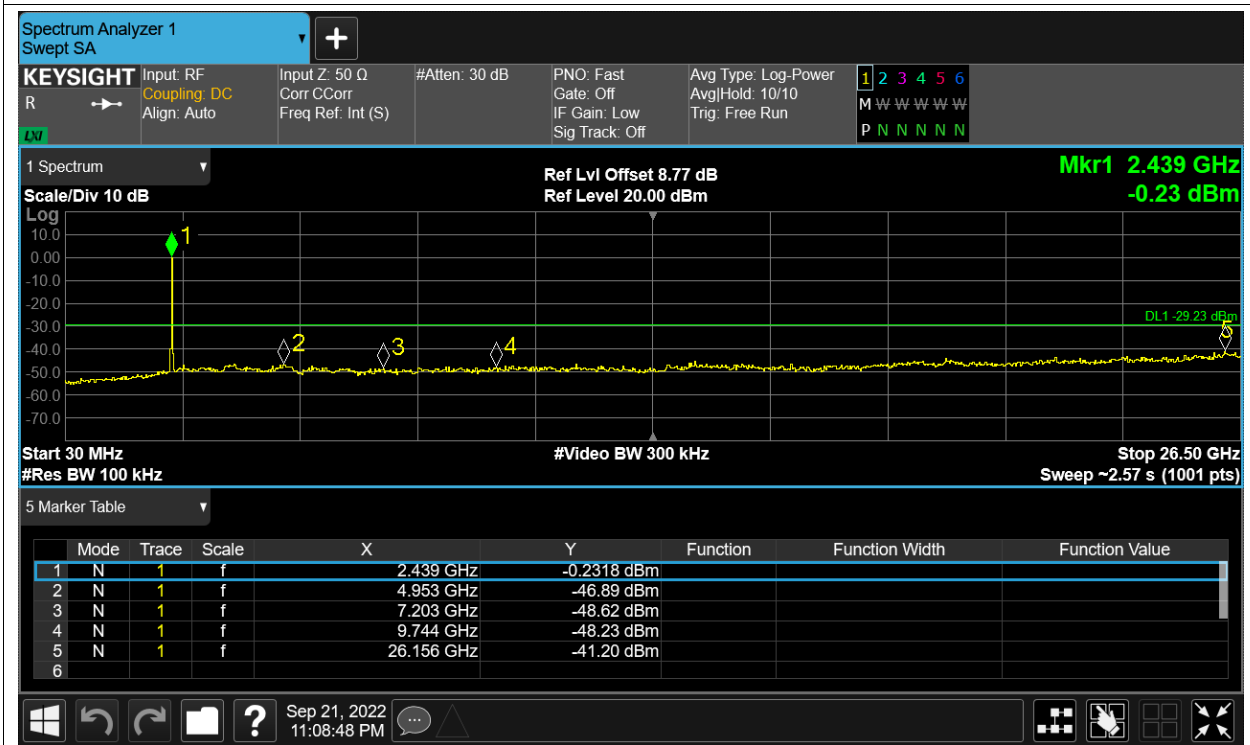 Spectrum Analyzer 1
Swept SA
KEYSIGHT
R
LXI
Input: RF
Coupling: DC
Align: Auto
Input Z: 50 Ω
Corr CCorr
Freq Ref: Int (S)
#Atten: 30 dB
PNO: Fast
Gate: Off
IF Gain: Low
Sig Track: Off
Avg Type: Log-Power
Avg|Hold: 10/10
Trig: Free Run
1 2 3 4 5 6
M W W W W W
P N N N N N
1 Spectrum
Scale/Div 10 dB
Ref Lvl Offset 8.77 dB
Ref Level 20.00 dBm
Mkr1 2.439 GHz
-0.23 dBm
Log
10.0
0.00
-10.0
-20.0
-30.0
-40.0
-50.0
-60.0
-70.0
1
2
3
4
5
DL1 -29.23 dBm
Start 30 MHz
#Res BW 100 kHz
#Video BW 300 kHz
Stop 26.50 GHz
Sweep ~2.57 s (1001 pts)
5 Marker Table
Mode Trace Scale X Y Function Function Width Function Value
1 N 1 f 2.439 GHz -0.2318 dBm
2 N 1 f 4.953 GHz -46.89 dBm
3 N 1 f 7.203 GHz -48.62 dBm
4 N 1 f 9.744 GHz -48.23 dBm
5 N 1 f 26.156 GHz -41.20 dBm
6
?
Sep 21, 2022
11:08:48 PM